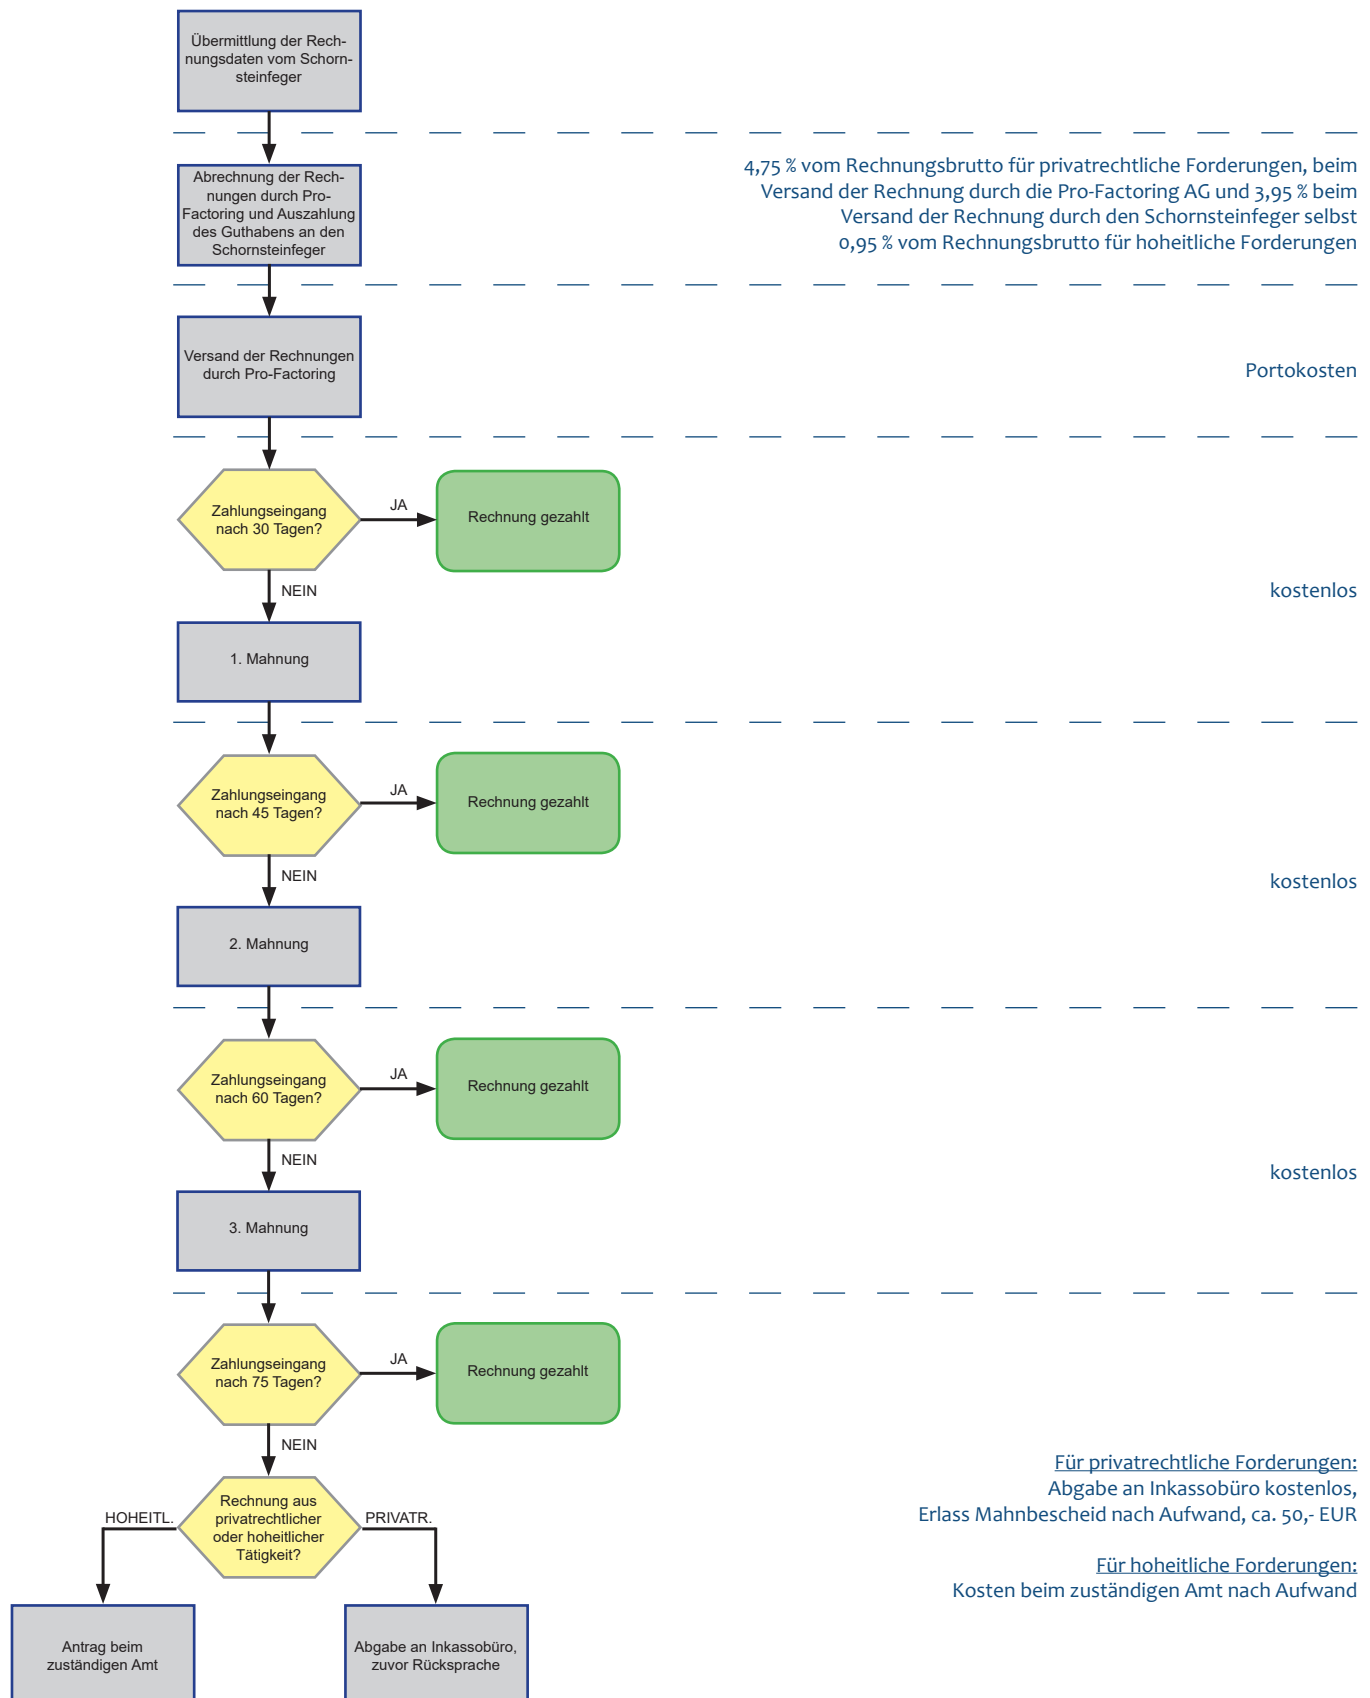 Übermittlung der Rech-
nungsdaten vom Schorn-
steinfeger
Abrechnung der Rech-
nungen durch Pro-
Factoring und Auszahlung
des Guthabens an den
Schornsteinfeger
4,75 % vom Rechnungsbrutto für privatrechtliche Forderungen, beim
Versand der Rechnung durch die Pro-Factoring AG und 3,95 % beim
Versand der Rechnung durch den Schornsteinfeger selbst
0,95 % vom Rechnungsbrutto für hoheitliche Forderungen
Versand der Rechnungen
durch Pro-Factoring
Portokosten
Zahlungseingang
nach 30 Tagen?
JA
Rechnung gezahlt
NEIN
kostenlos
1. Mahnung
Zahlungseingang
nach 45 Tagen?
JA
Rechnung gezahlt
NEIN
kostenlos
2. Mahnung
Zahlungseingang
nach 60 Tagen?
JA
Rechnung gezahlt
NEIN
kostenlos
3. Mahnung
Zahlungseingang
nach 75 Tagen?
JA
Rechnung gezahlt
NEIN
Für privatrechtliche Forderungen:
Abgabe an Inkassobüro kostenlos,
Erlass Mahnbescheid nach Aufwand, ca. 50,- EUR
Für hoheitliche Forderungen:
Kosten beim zuständigen Amt nach Aufwand
Rechnung aus
privatrechtlicher
oder hoheitlicher
Tätigkeit?
HOHEITL.
PRIVATR.
Antrag beim
zuständigen Amt
Abgabe an Inkassobüro,
zuvor Rücksprache